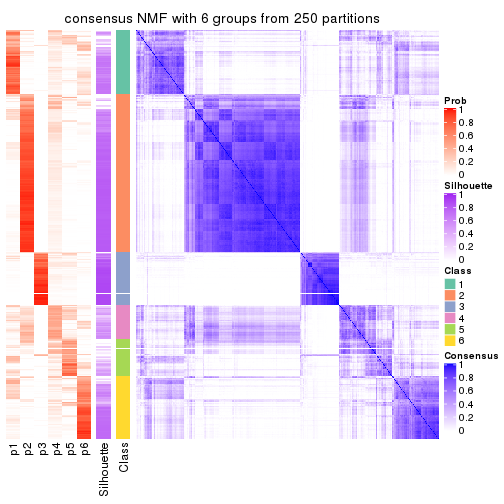 consensus NMF with 6 groups from 250 partitions
Prob
1
0.8
0.6
0.4
0.2
0
Silhouette
1
0.8
0.6
0.4
0.2
0
Class
1
2
3
4
5
6
Consensus
1
0.8
0.6
0.4
0.2
0
p1
p2
p3
p4
p5
p6
Silhouette
Class